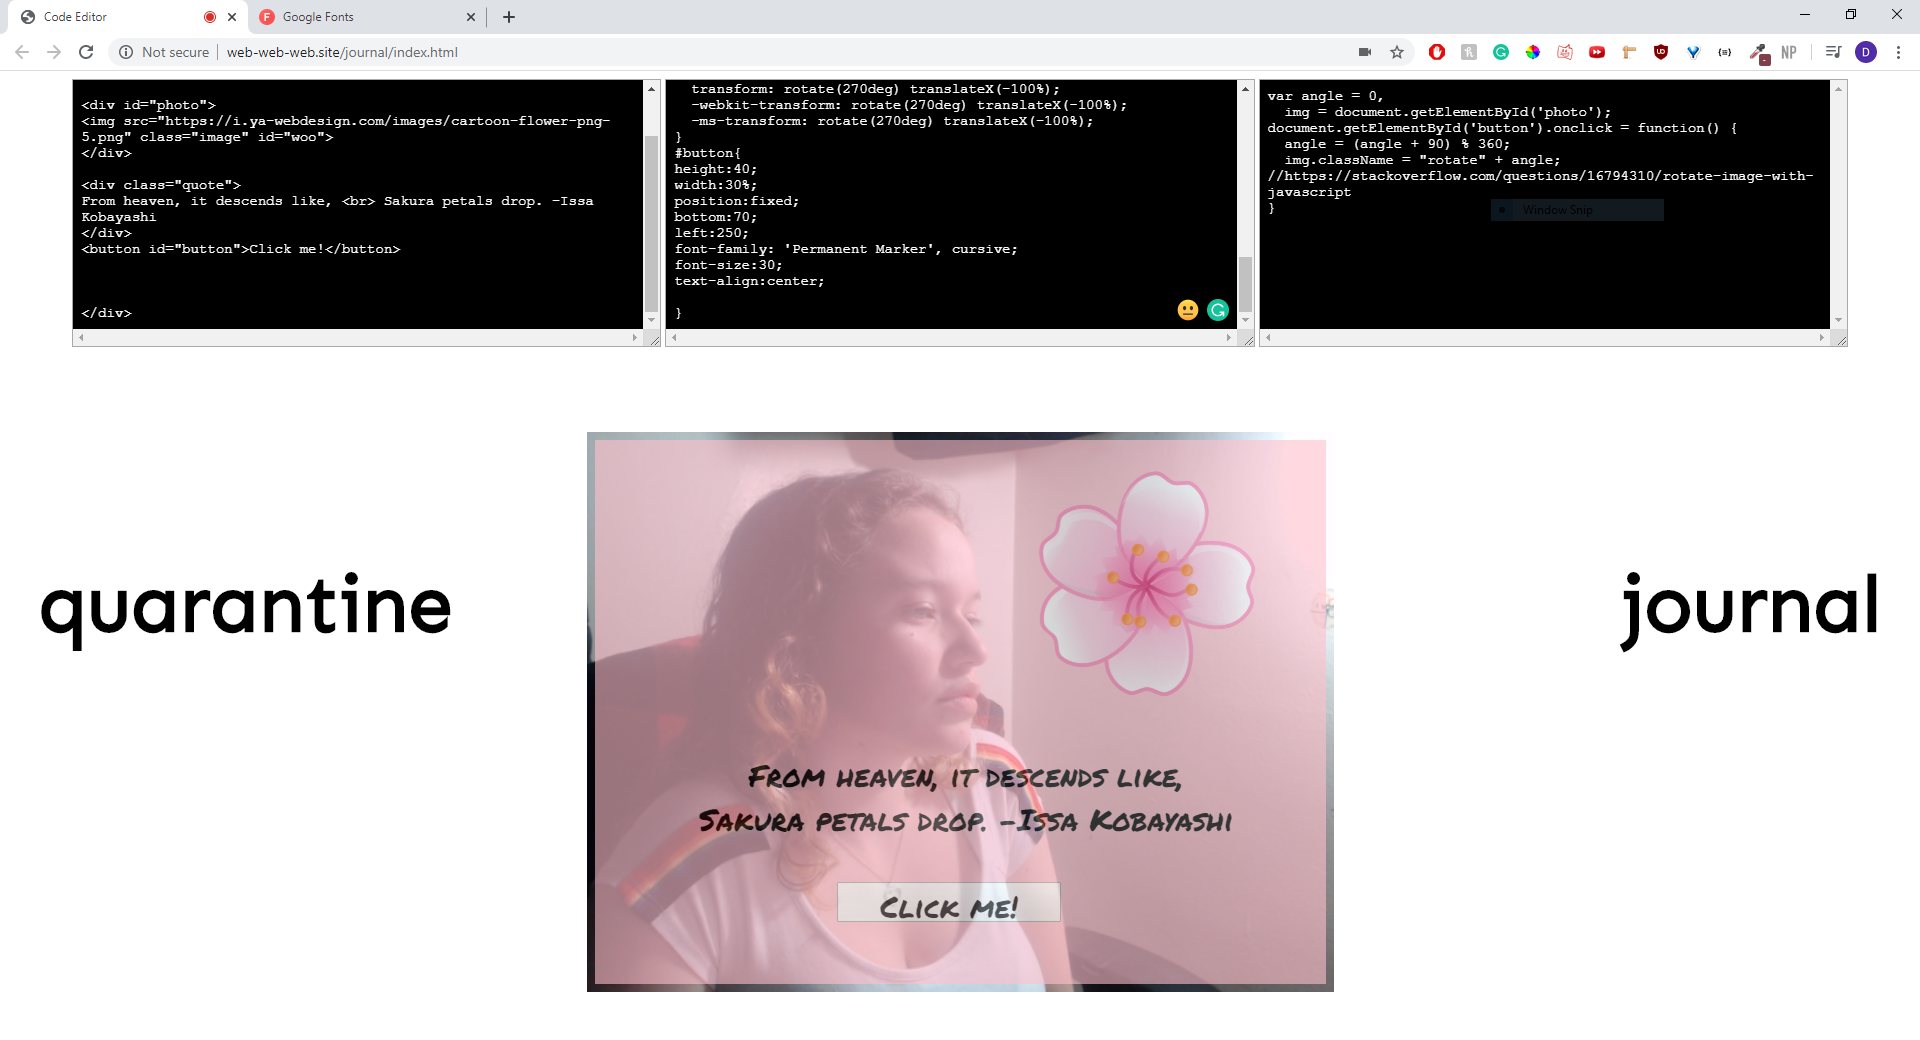 Code Editor
Google Fonts
Not secure
web-web-web.site/journal/index.html
NP
D
<div id="photo">
<img src="https://i.ya-webdesign.com/images/cartoon-flower-png-
5.png" class="image" id="woo">
</div>
<div class="quote">
From heaven, it descends like, <br> Sakura petals drop. -Issa
Kobayashi
</div>
<button id="button">Click me!</button>
</div>
transform: rotate(270deg) translateX(-100%);
-webkit-transform: rotate(270deg) translateX(-100%);
-ms-transform: rotate(270deg) translateX(-100%);
}
#button{
height:40;
width:30%;
position:fixed;
bottom:70;
left:250;
font-family: 'Permanent Marker', cursive;
font-size:30;
text-align:center;
}
var angle = 0,
img = document.getElementById('photo');
document.getElementById('button').onclick = function() {
angle = (angle + 90) % 360;
img.className = "rotate" + angle;
//https://stackoverflow.com/questions/16794310/rotate-image-with-
javascript
}
Window Snip
quarantine
journal
From heaven, it descends like,
Sakura petals drop. -Issa Kobayashi
Click me!